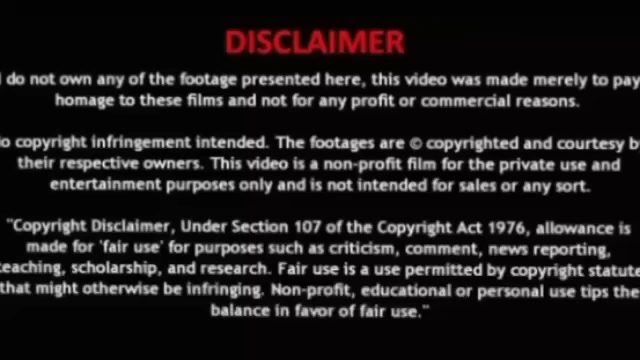 DISCLAIMER
I do not own any of the footage presented here, this video was made merely to pay
homage to these films and not for any profit or commercial reasons.
o copyright infringement intended. The footages are © copyrighted and courtesy by
their respective owners. This video is a non-profit film for the private use and
entertainment purposes only and is not intended for sales or any sort.
"Copyright Disclaimer, Under Section 107 of the Copyright Act 1976, allowance is
made for 'fair use' for purposes such as criticism, comment, news reporting,
teaching, scholarship, and research. Fair use is a use permitted by copyright statute
that might otherwise be infringing. Non-profit, educational or personal use tips the
balance in favor of fair use."